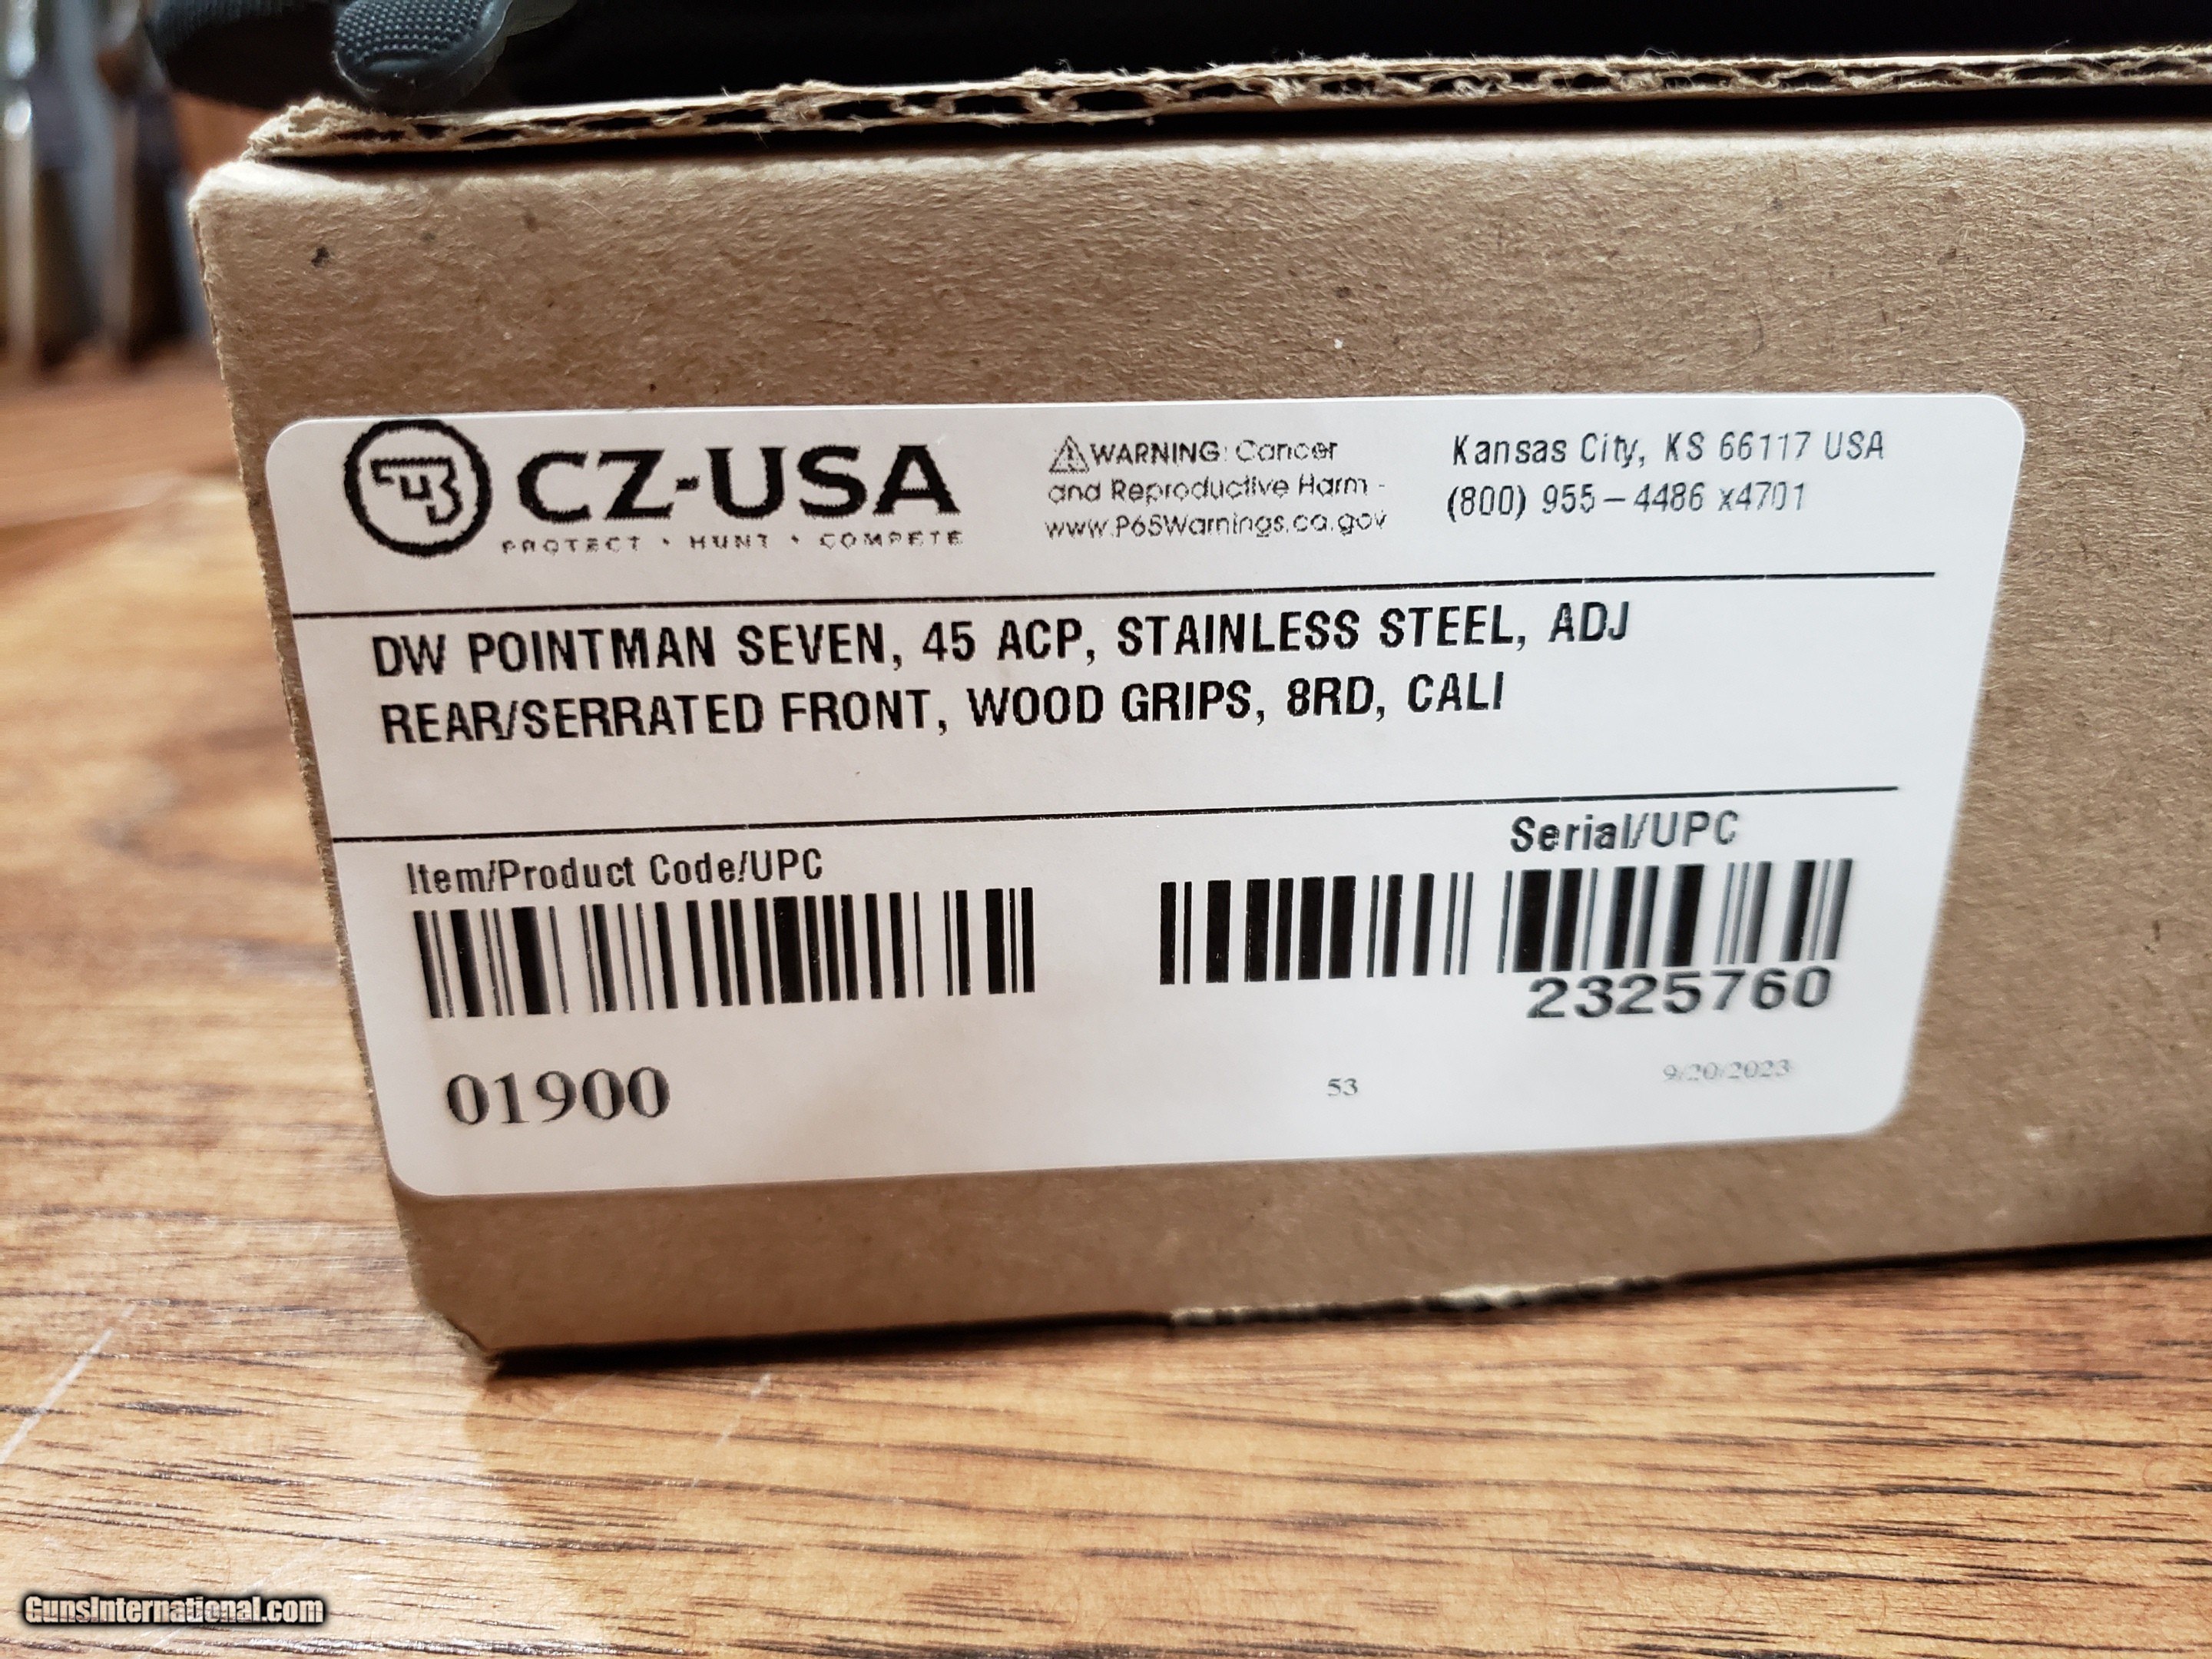 CZ-USA
PROTECT • HUNT • COMPETE
⚠WARNING: Cancer
and Reproductive Harm -
www.P65Warnings.ca.gov
Kansas City, KS 66117 USA
(800) 955-4486 x4701
DW POINTMAN SEVEN, 45 ACP, STAINLESS STEEL, ADJ
REAR/SERRATED FRONT, WOOD GRIPS, 8RD, CALI
Item/Product Code/UPC
01900
Serial/UPC
2325760
53
9/20/2023
GunsInternational.com